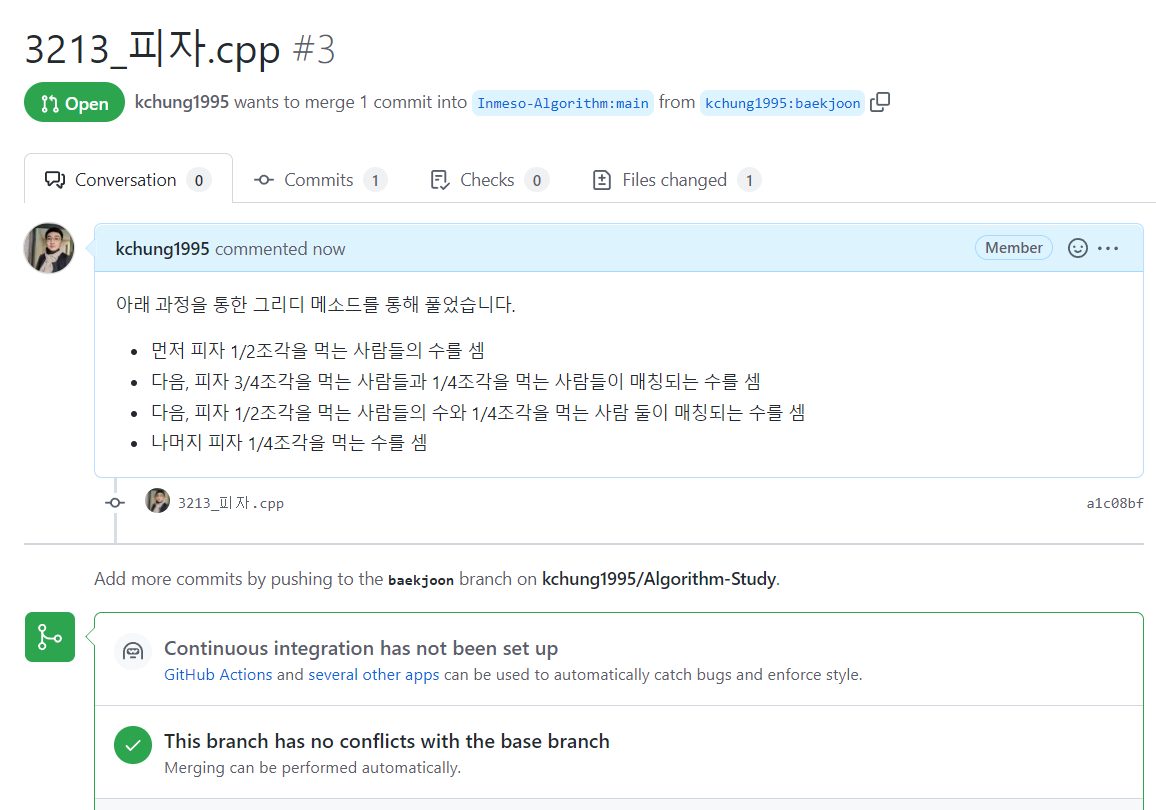 3213_피자.cpp #3
Open kchung1995 wants to merge 1 commit into Inmeso-Algorithm:main from kchung1995:baekjoon
Conversation 0 Commits 1 Checks 0 Files changed 1
kchung1995 commented now Member
아래 과정을 통한 그리디 메소드를 통해 풀었습니다.
먼저 피자 1/2조각을 먹는 사람들의 수를 셈
다음, 피자 3/4조각을 먹는 사람들과 1/4조각을 먹는 사람들이 매칭되는 수를 셈
다음, 피자 1/2조각을 먹는 사람들의 수와 1/4조각을 먹는 사람 둘이 매칭되는 수를 셈
나머지 피자 1/4조각을 먹는 수를 셈
3213_피자.cpp a1c08bf
Add more commits by pushing to the baekjoon branch on kchung1995/Algorithm-Study.
Continuous integration has not been set up
GitHub Actions and several other apps can be used to automatically catch bugs and enforce style.
This branch has no conflicts with the base branch
Merging can be performed automatically.